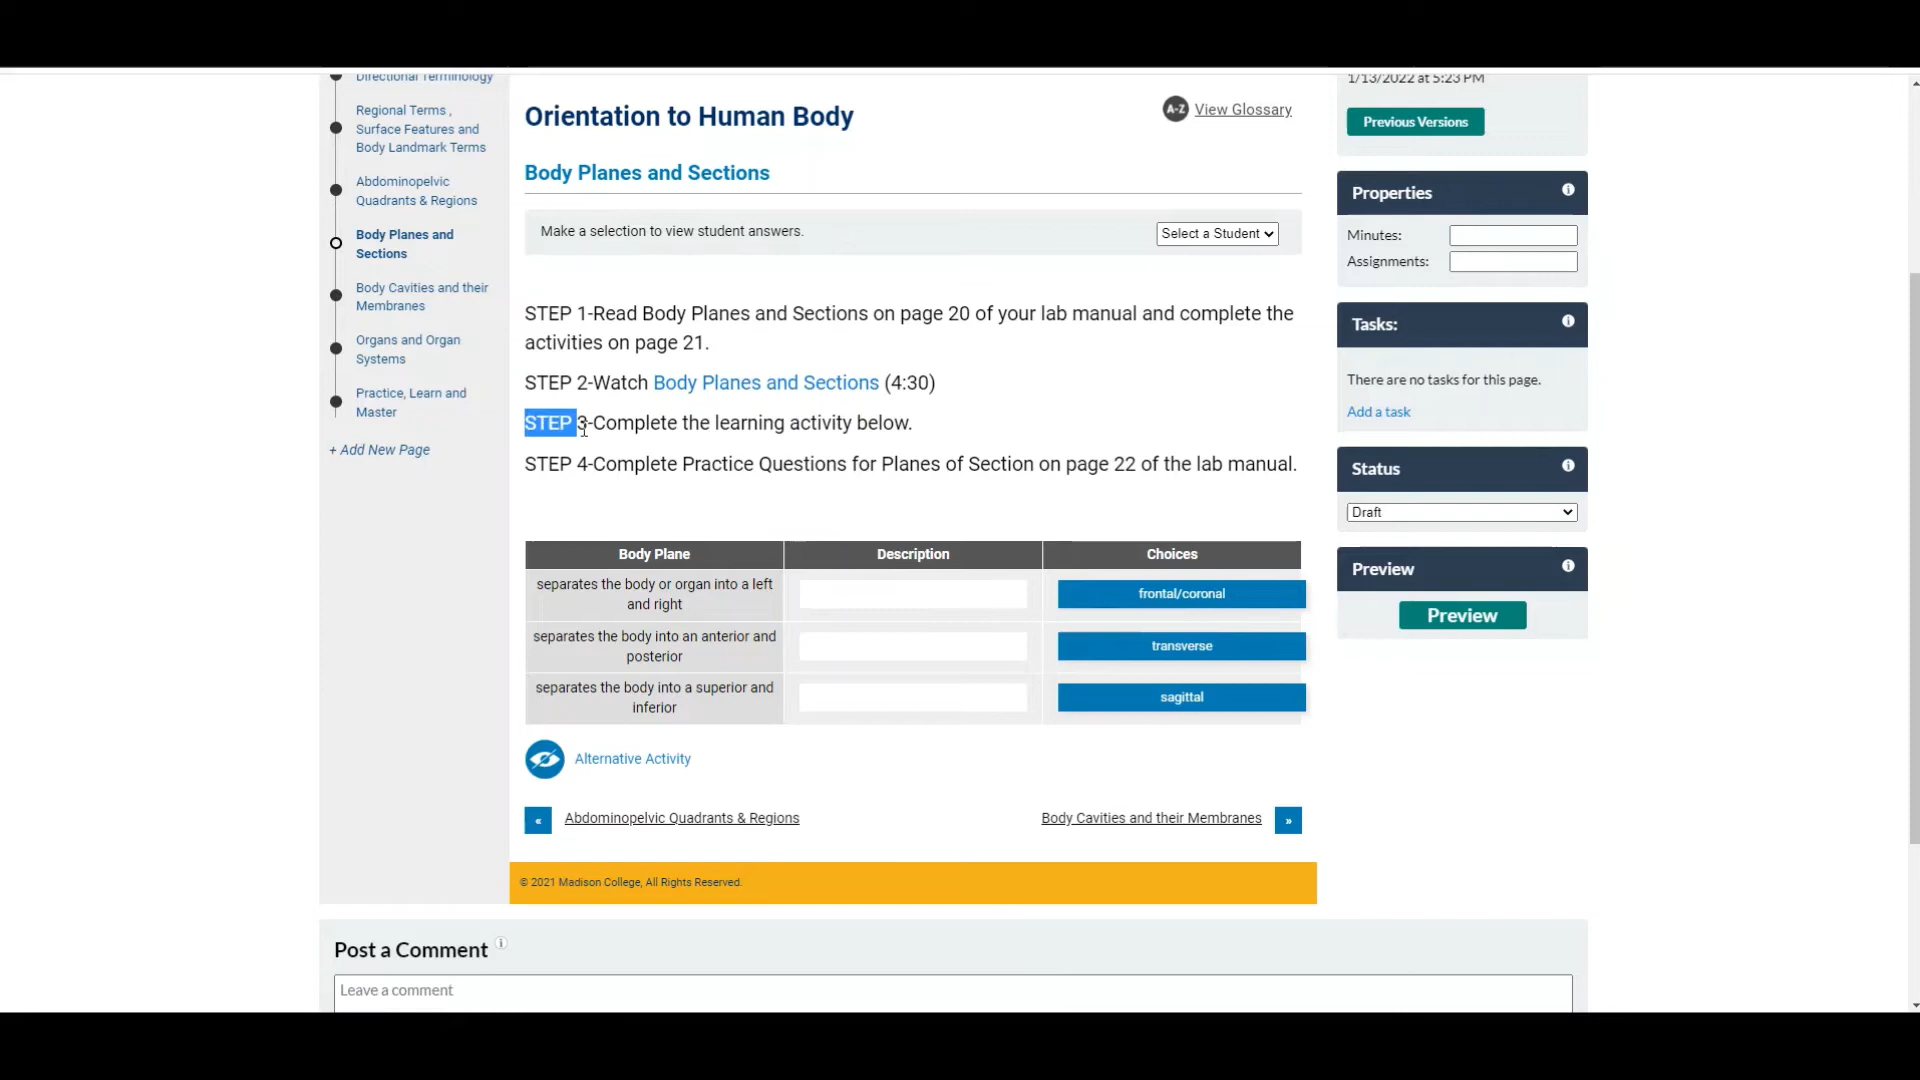 Directional Terminology
Regional Terms ,
Surface Features and
Body Landmark Terms
Abdominopelvic
Quadrants & Regions
Body Planes and
Sections
Body Cavities and their
Membranes
Organs and Organ
Systems
Practice, Learn and
Master
+ Add New Page
Orientation to Human Body
A-Z View Glossary
Body Planes and Sections
Make a selection to view student answers.
Select a Student
STEP 1-Read Body Planes and Sections on page 20 of your lab manual and complete the
activities on page 21.
STEP 2-Watch Body Planes and Sections (4:30)
STEP 3-Complete the learning activity below.
STEP 4-Complete Practice Questions for Planes of Section on page 22 of the lab manual.
Body Plane Description Choices
separates the body or organ into a left
and right
frontal/coronal
separates the body into an anterior and
posterior
transverse
separates the body into a superior and
inferior
sagittal
Alternative Activity
« Abdominopelvic Quadrants & Regions
Body Cavities and their Membranes »
© 2021 Madison College, All Rights Reserved.
1/13/2022 at 5:23 PM
Previous Versions
Properties
Minutes:
Assignments:
Tasks:
There are no tasks for this page.
Add a task
Status
Draft
Preview
Preview
Post a Comment
Leave a comment